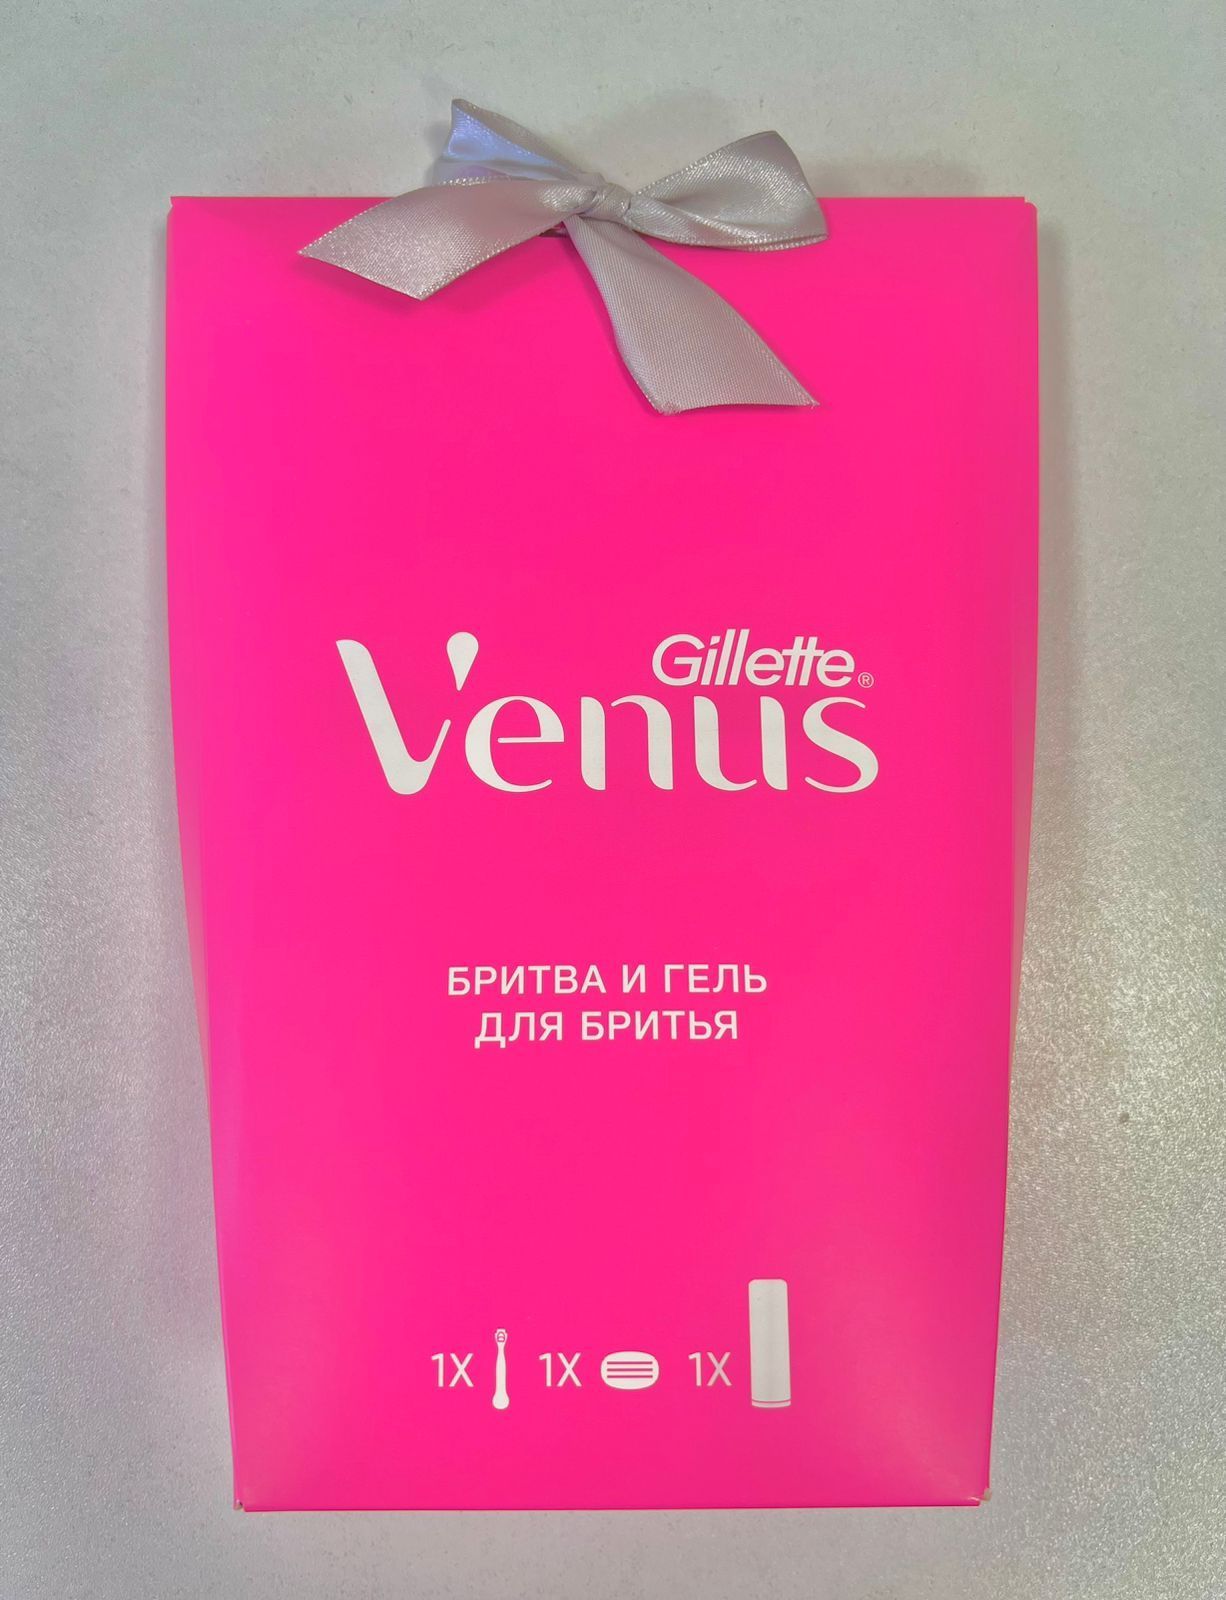 Gillette®
Venus
БРИТВА И ГЕЛЬ
ДЛЯ БРИТЬЯ
1X 1X 1X